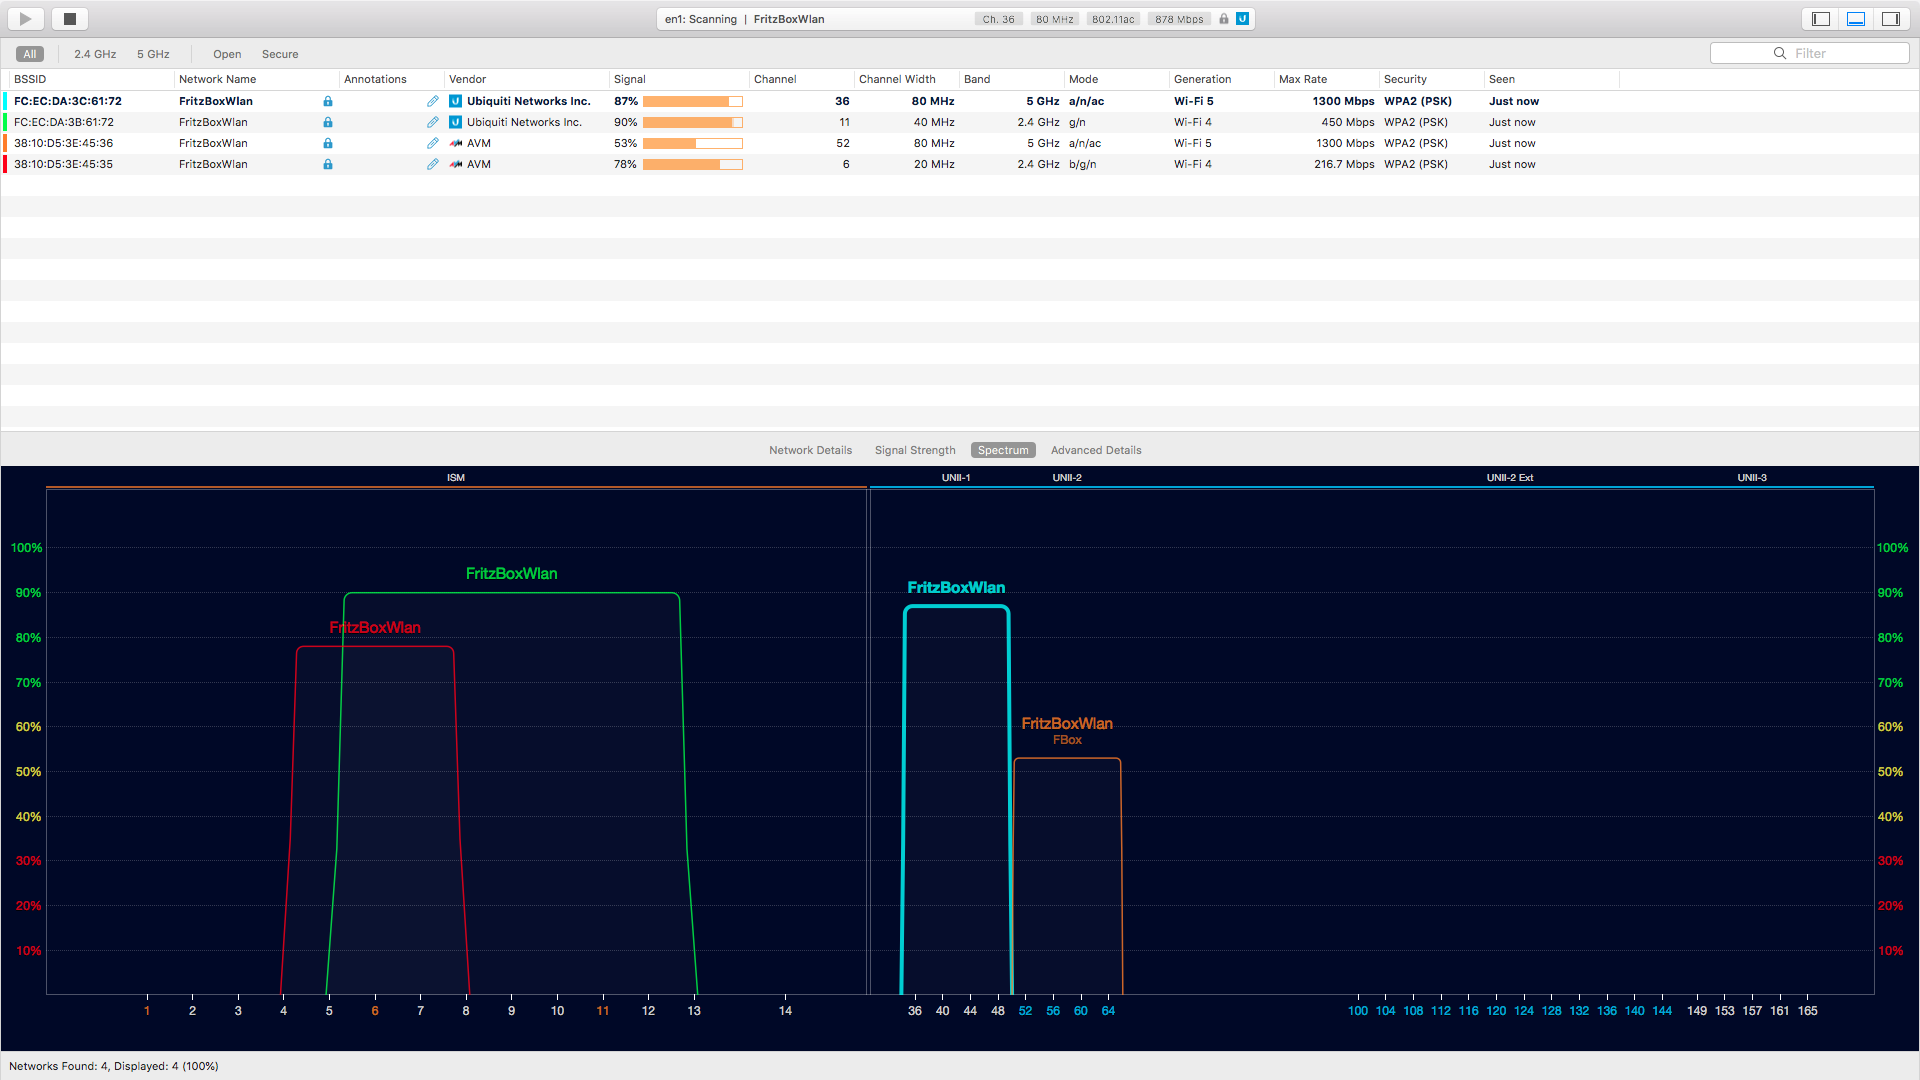 en1: Scanning | FritzBoxWlan Ch. 36 80 MHz 802.11ac 878 Mbps
All 2.4 GHz 5 GHz Open Secure Filter
BSSID Network Name Annotations Vendor Signal Channel Channel Width Band Mode Generation Max Rate Security Seen
FC:EC:DA:3C:61:72 FritzBoxWlan Ubiquiti Networks Inc. 87% 36 80 MHz 5 GHz a/n/ac Wi-Fi 5 1300 Mbps WPA2 (PSK) Just now
FC:EC:DA:3B:61:72 FritzBoxWlan Ubiquiti Networks Inc. 90% 11 40 MHz 2.4 GHz g/n Wi-Fi 4 450 Mbps WPA2 (PSK) Just now
38:10:D5:3E:45:36 FritzBoxWlan AVM 53% 52 80 MHz 5 GHz a/n/ac Wi-Fi 5 1300 Mbps WPA2 (PSK) Just now
38:10:D5:3E:45:35 FritzBoxWlan AVM 78% 6 20 MHz 2.4 GHz b/g/n Wi-Fi 4 216.7 Mbps WPA2 (PSK) Just now
Network Details Signal Strength Spectrum Advanced Details
ISM UNII-1 UNII-2 UNII-2 Ext UNII-3
100% 100%
FritzBoxWlan
FritzBoxWlan
90% 90%
FritzBoxWlan
80% 80%
70% 70%
FritzBoxWlan
60% 60%
FBox
50% 50%
40% 40%
30% 30%
20% 20%
10% 10%
1 2 3 4 5 6 7 8 9 10 11 12 13 14 36 40 44 48 52 56 60 64 100 104 108 112 116 120 124 128 132 136 140 144 149 153 157 161 165
Networks Found: 4, Displayed: 4 (100%)